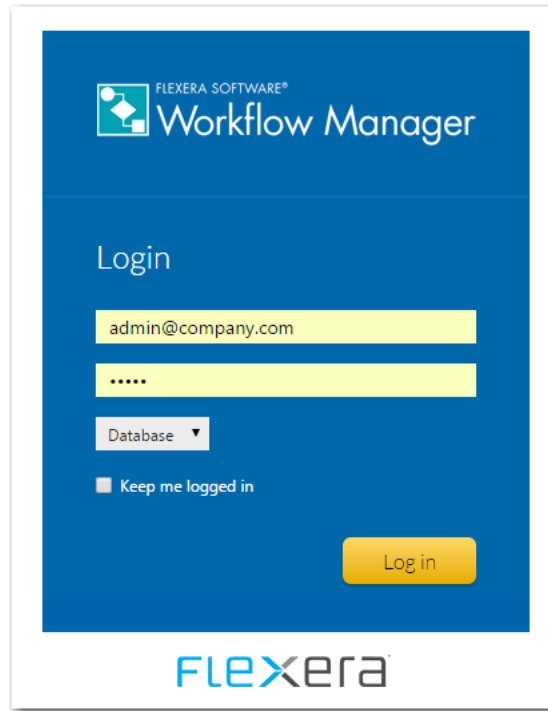 FLEXERA SOFTWARE®
Workflow Manager
Login
admin@company.com
•••••
Database ▼
Keep me logged in
Log in
FLEXERA